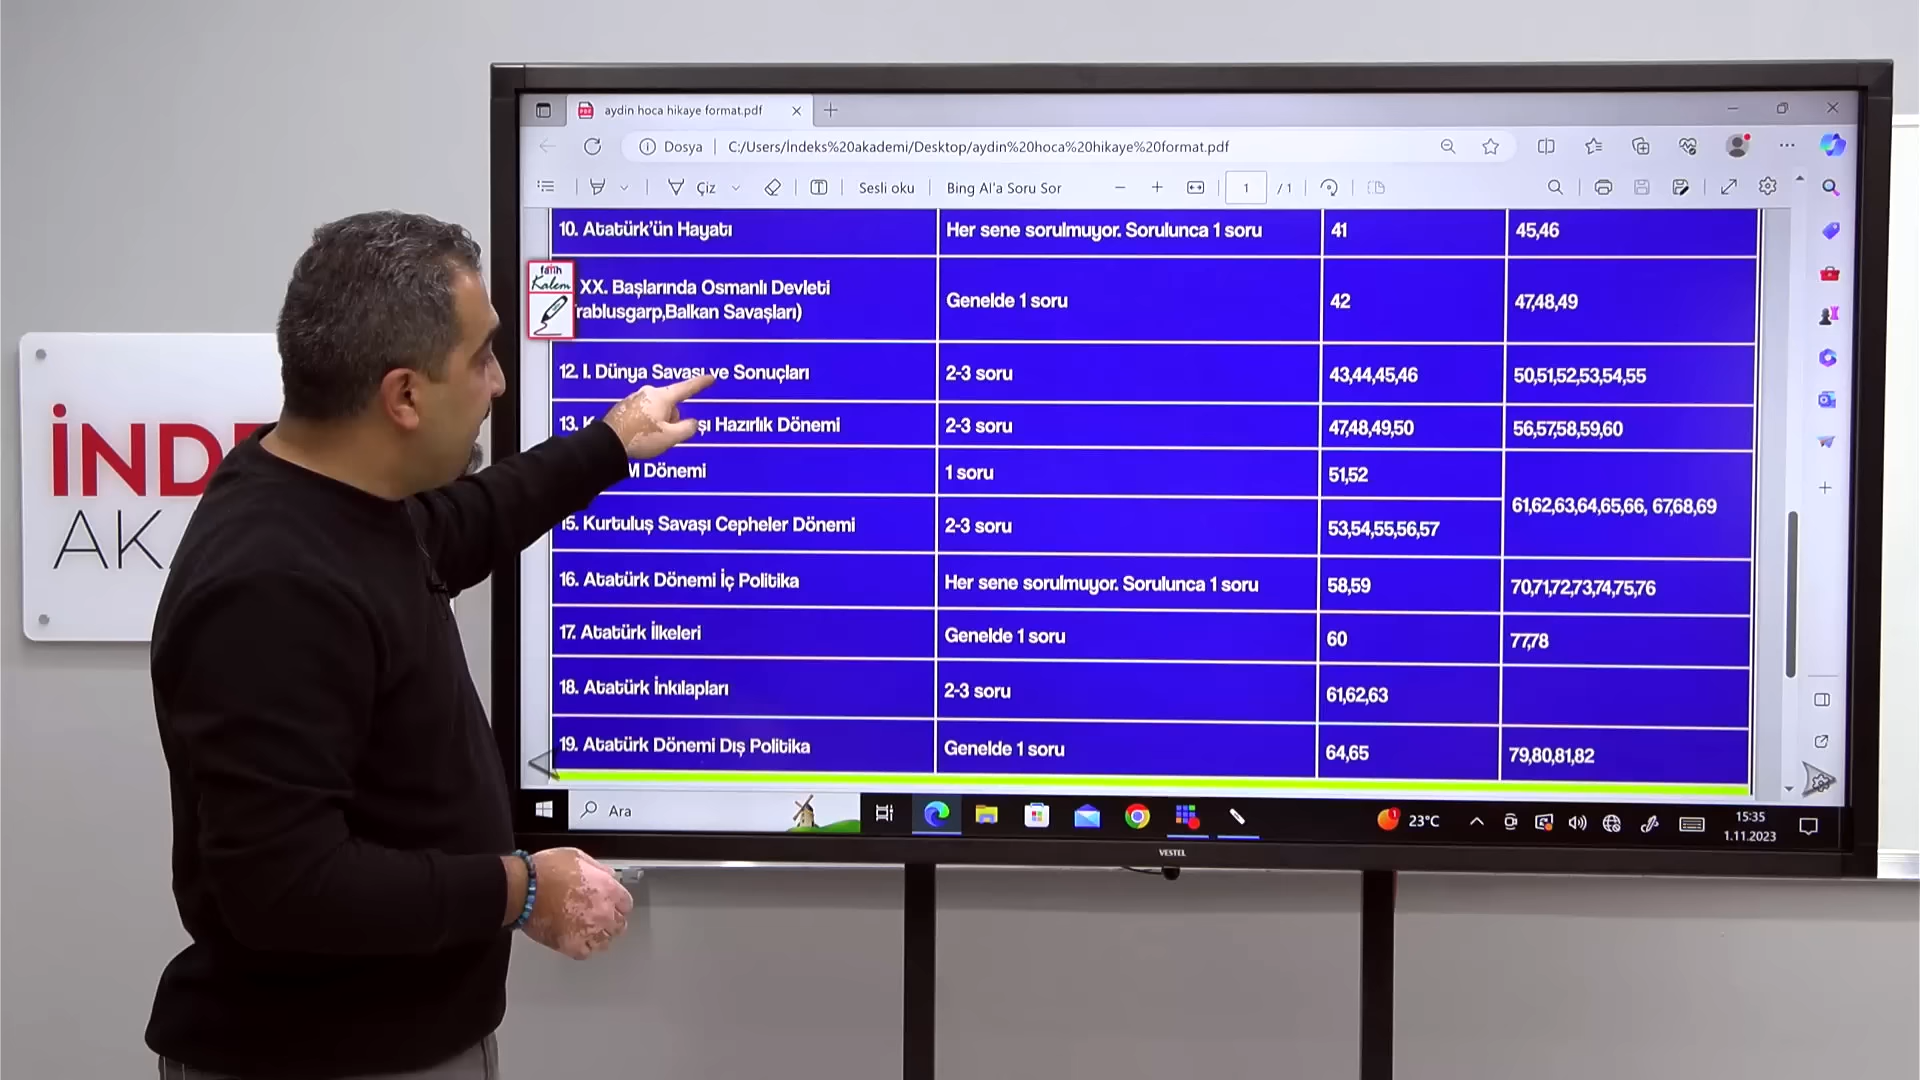 aydin hoca hikaye format.pdf
Dosya
C:/Users/İndeks%20akademi/Desktop/aydin%20hoca%20hikaye%20format.pdf
Çiz
Sesli oku
Bing AI'a Soru Sor
1
/ 1
10. Atatürk'ün Hayatı
Her sene sorulmuyor. Sorulunca 1 soru
41
45,46
fatih
Kalem
XX. Başlarında Osmanlı Devleti
rablusgarp,Balkan Savaşları)
Genelde 1 soru
42
47,48,49
12. I. Dünya Savaşı ve Sonuçları
2-3 soru
43,44,45,46
50,51,52,53,54,55
13. K
şı Hazırlık Dönemi
2-3 soru
47,48,49,50
56,57,58,59,60
M Dönemi
1 soru
51,52
61,62,63,64,65,66, 67,68,69
15. Kurtuluş Savaşı Cepheler Dönemi
2-3 soru
53,54,55,56,57
16. Atatürk Dönemi İç Politika
Her sene sorulmuyor. Sorulunca 1 soru
58,59
70,71,72,73,74,75,76
17. Atatürk İlkeleri
Genelde 1 soru
60
77,78
18. Atatürk İnkılapları
2-3 soru
61,62,63
19. Atatürk Dönemi Dış Politika
Genelde 1 soru
64,65
79,80,81,82
Ara
23°C
15:35
1.11.2023
VESTEL
İND
AK